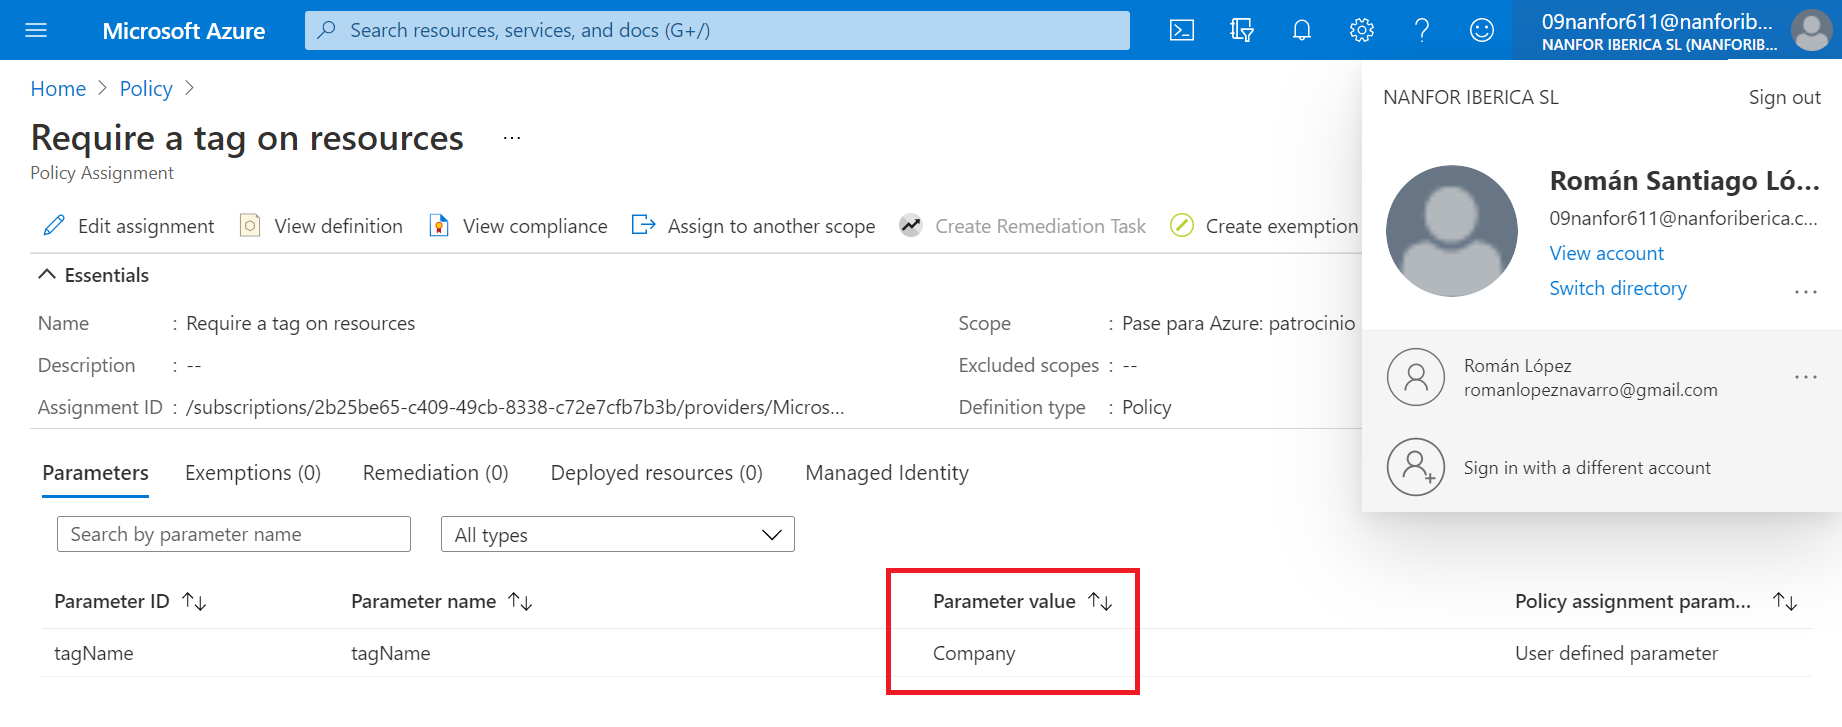 Microsoft Azure
Search resources, services, and docs (G+/)
09nanfor611@nanforib...
NANFOR IBERICA SL (NANFORIB...
Home > Policy >
Require a tag on resources ...
Policy Assignment
NANFOR IBERICA SL
Sign out
Román Santiago Ló...
09nanfor611@nanforiberica.c...
View account
Switch directory
...
Román López
romanlopeznavarro@gmail.com
...
Sign in with a different account
Edit assignment
View definition
View compliance
Assign to another scope
Create Remediation Task
Create exemption
Essentials
Name : Require a tag on resources
Scope : Pase para Azure: patrocinio
Description : --
Excluded scopes : --
Assignment ID : /subscriptions/2b25be65-c409-49cb-8338-c72e7cfb7b3b/providers/Micros...
Definition type : Policy
Parameters
Exemptions (0)
Remediation (0)
Deployed resources (0)
Managed Identity
Search by parameter name
All types
Parameter ID
Parameter name
Parameter value
Policy assignment param...
tagName
tagName
Company
User defined parameter